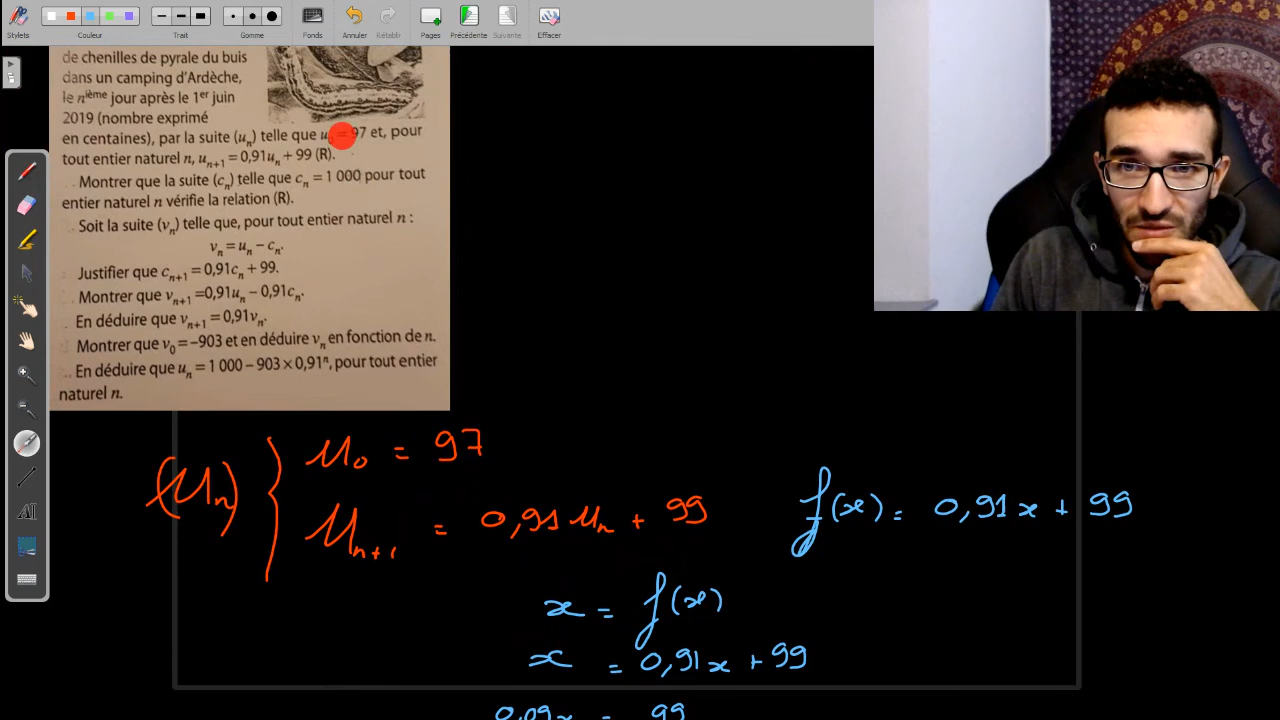 Stylets
Couleur
Trait
Gomme
Fonds
Annuler
Rétablir
Pages
Précédente
Suivante
Effacer
de chenilles de pyrale du buis
dans un camping d'Ardèche,
le nième jour après le 1er juin
2019 (nombre exprimé
en centaines), par la suite (un) telle que u = 97 et, pour
tout entier naturel n, un+1 = 0,91un + 99 (R).
Montrer que la suite (cn) telle que cn = 1 000 pour tout
entier naturel n vérifie la relation (R).
Soit la suite (vn) telle que, pour tout entier naturel n :
vn = un – cn.
Justifier que cn+1 = 0,91cn + 99.
Montrer que vn+1 =0,91un – 0,91cn.
En déduire que vn+1 = 0,91vn.
Montrer que v0 = –903 et en déduire vn en fonction de n.
En déduire que un = 1 000 – 903 × 0,91n, pour tout entier
naturel n.
(un) { u0 = 97
un+1 = 0,91 un + 99
f(x) = 0,91x + 99
x = f(x)
x = 0,91x + 99
0,09x = 99
AI